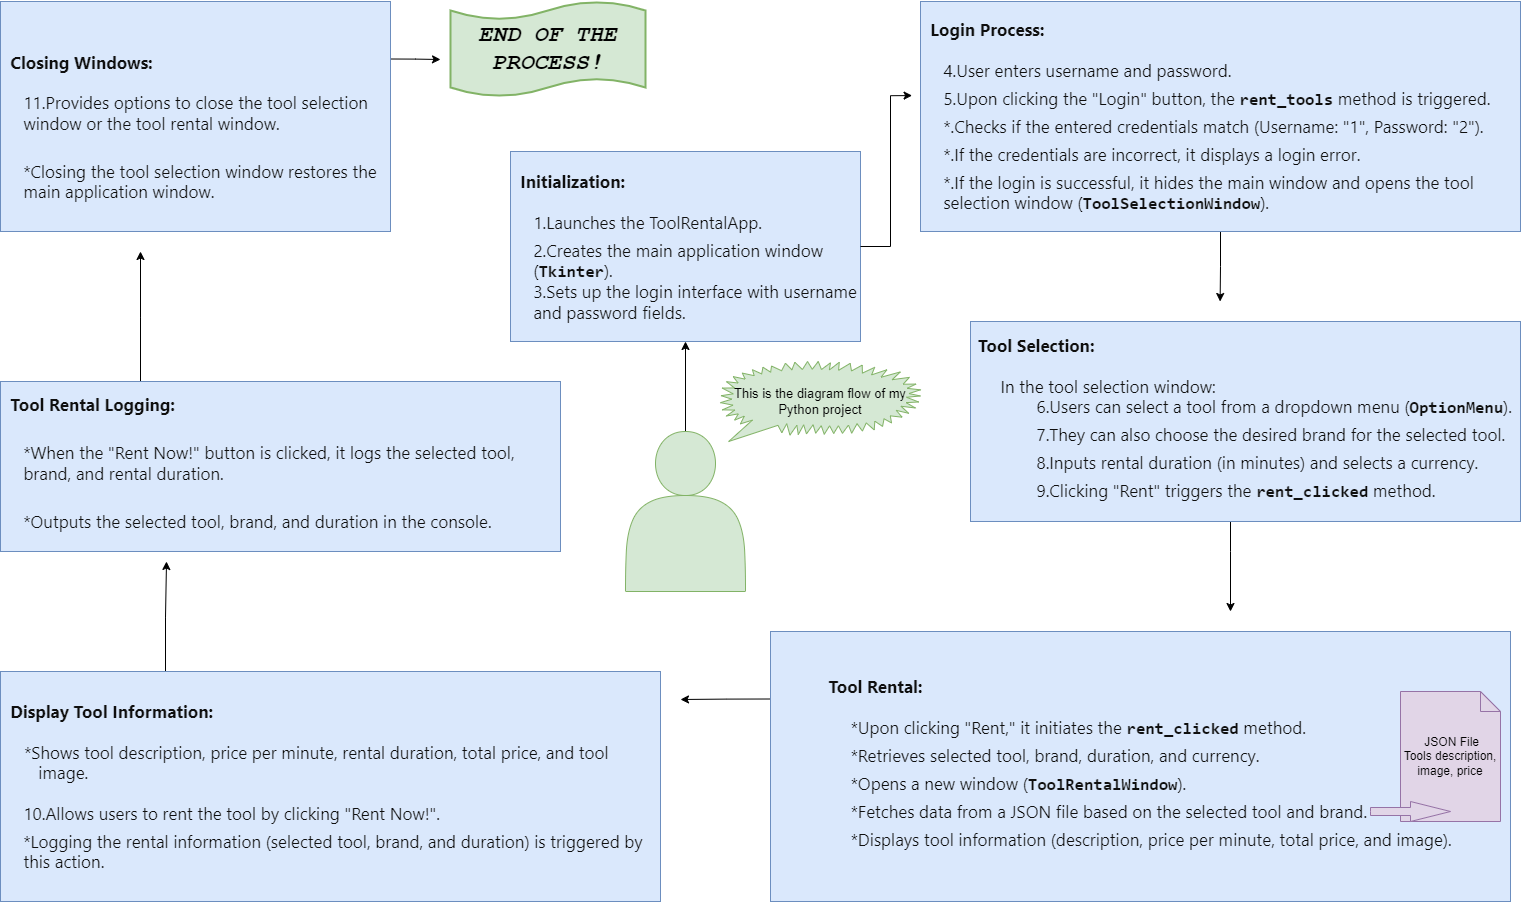 Closing Windows:
11.Provides options to close the tool selection
window or the tool rental window.
*Closing the tool selection window restores the
main application window.
END OF THE
PROCESS!
Initialization:
1.Launches the ToolRentalApp.
2.Creates the main application window
(Tkinter).
3.Sets up the login interface with username
and password fields.
Login Process:
4.User enters username and password.
5.Upon clicking the "Login" button, the rent_tools method is triggered.
*.Checks if the entered credentials match (Username: "1", Password: "2").
*.If the credentials are incorrect, it displays a login error.
*.If the login is successful, it hides the main window and opens the tool
selection window (ToolSelectionWindow).
This is the diagram flow of my
Python project
Tool Selection:
In the tool selection window:
6.Users can select a tool from a dropdown menu (OptionMenu).
7.They can also choose the desired brand for the selected tool.
8.Inputs rental duration (in minutes) and selects a currency.
9.Clicking "Rent" triggers the rent_clicked method.
Tool Rental Logging:
*When the "Rent Now!" button is clicked, it logs the selected tool,
brand, and rental duration.
*Outputs the selected tool, brand, and duration in the console.
Tool Rental:
*Upon clicking "Rent," it initiates the rent_clicked method.
*Retrieves selected tool, brand, duration, and currency.
*Opens a new window (ToolRentalWindow).
*Fetches data from a JSON file based on the selected tool and brand.
*Displays tool information (description, price per minute, total price, and image).
JSON File
Tools description,
image, price
Display Tool Information:
*Shows tool description, price per minute, rental duration, total price, and tool
image.
10.Allows users to rent the tool by clicking "Rent Now!".
*Logging the rental information (selected tool, brand, and duration) is triggered by
this action.